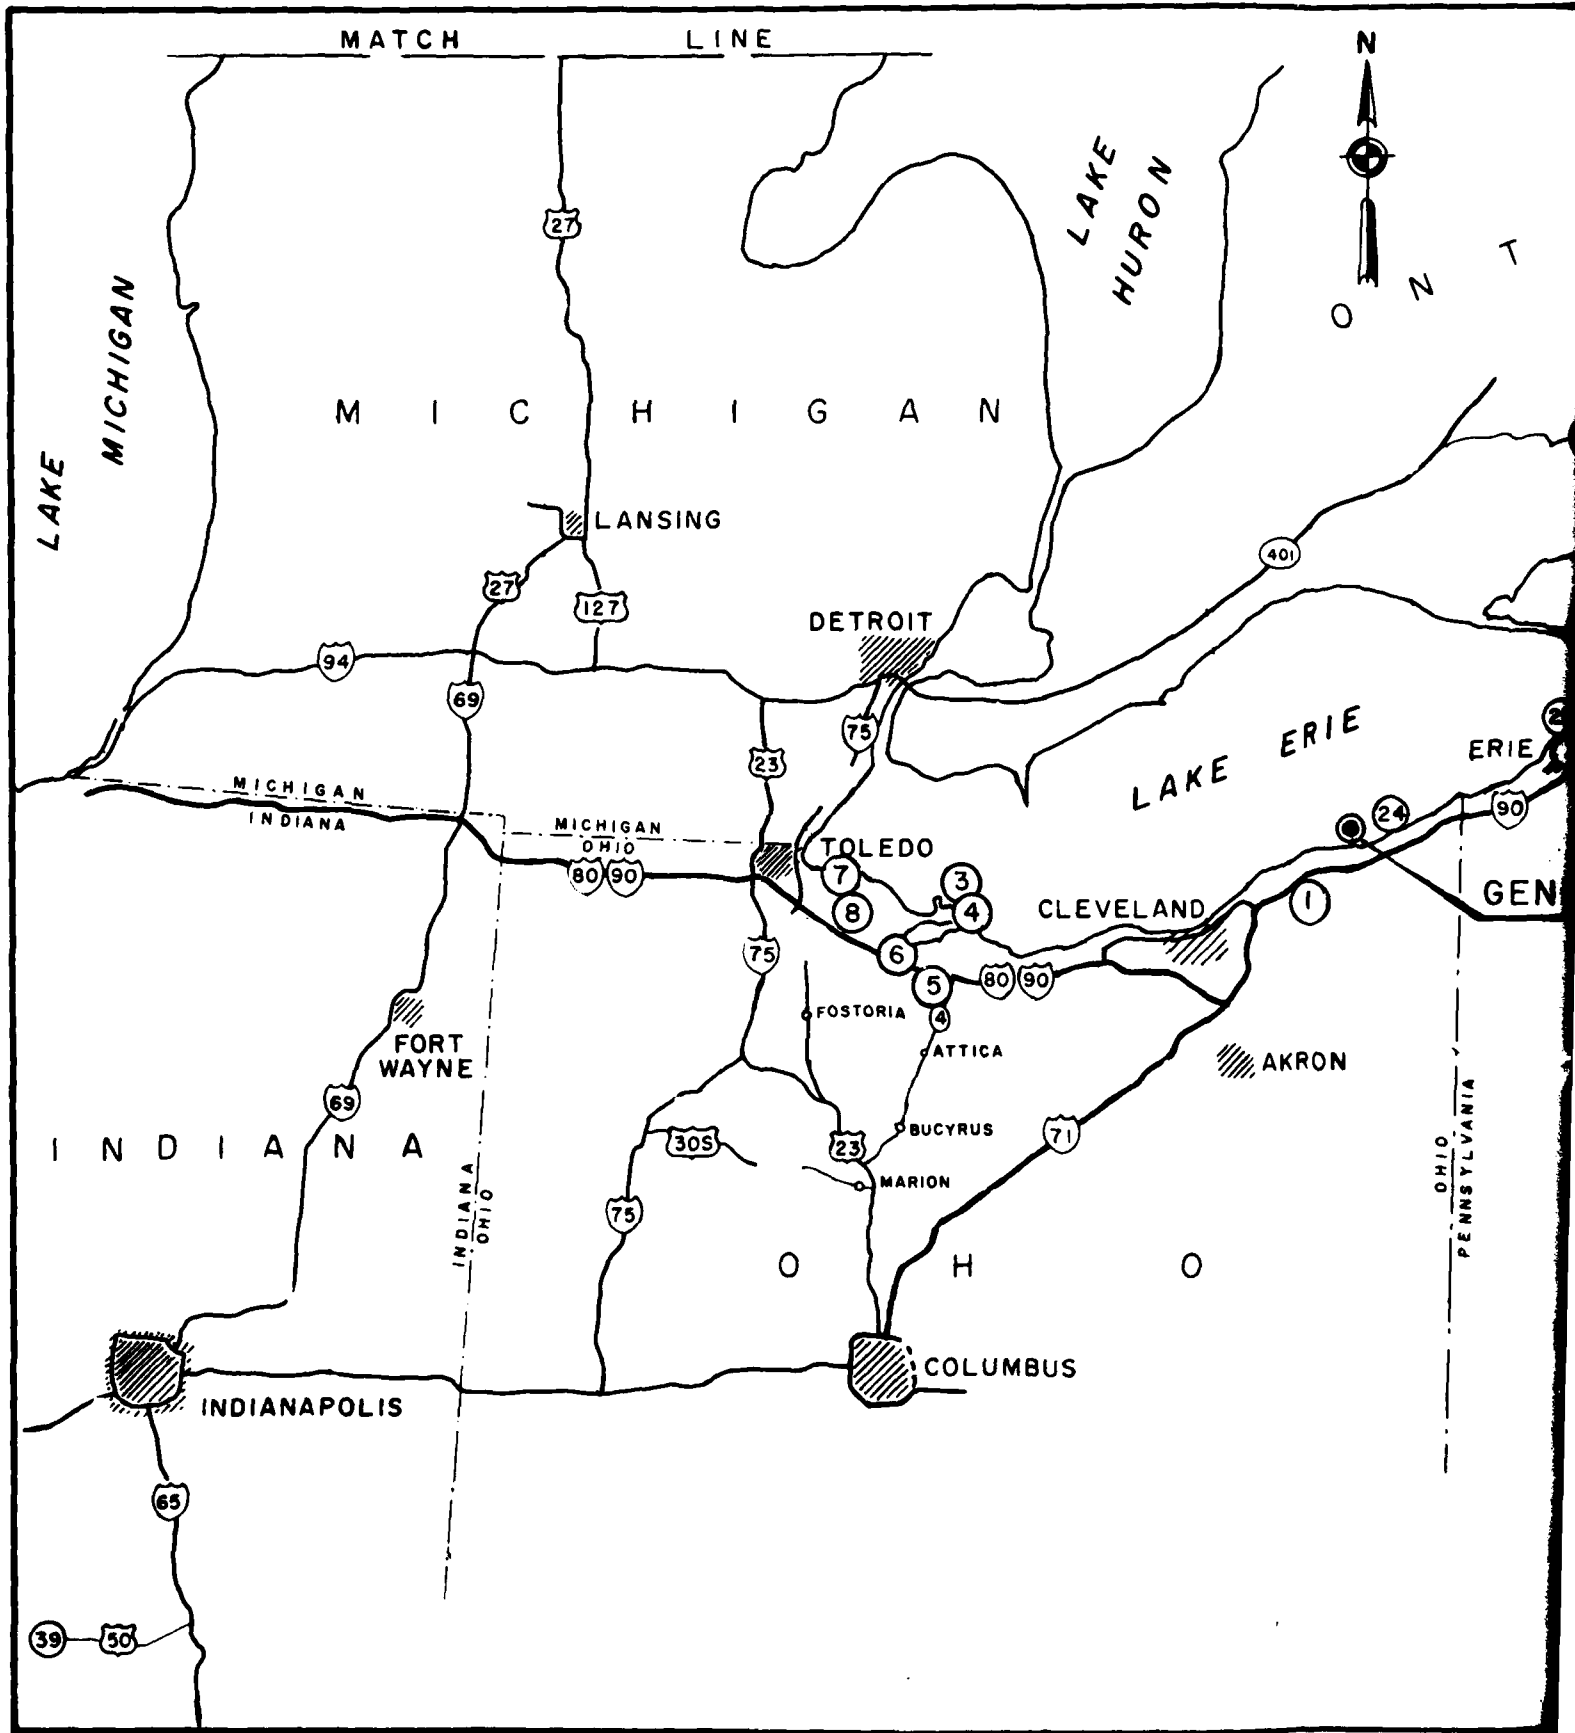 MATCH LINE
N
LAKE HURON
27
O N T
LAKE MICHIGAN
M I C H I G A N
LANSING
401
27
127
DETROIT
94
69
75
23
LAKE ERIE
ERIE
MICHIGAN
INDIANA
MICHIGAN
OHIO
90
24
TOLEDO
80 90
7
3
8
4
CLEVELAND
1
GEN
75
6
5
80 90
4
FOSTORIA
ATTICA
FORT
WAYNE
AKRON
69
BUCYRUS
71
I N D I A N A
30S
23
MARION
INDIANA
OHIO
OHIO
PENNSYLVANIA
75
O H O
COLUMBUS
INDIANAPOLIS
65
39
50